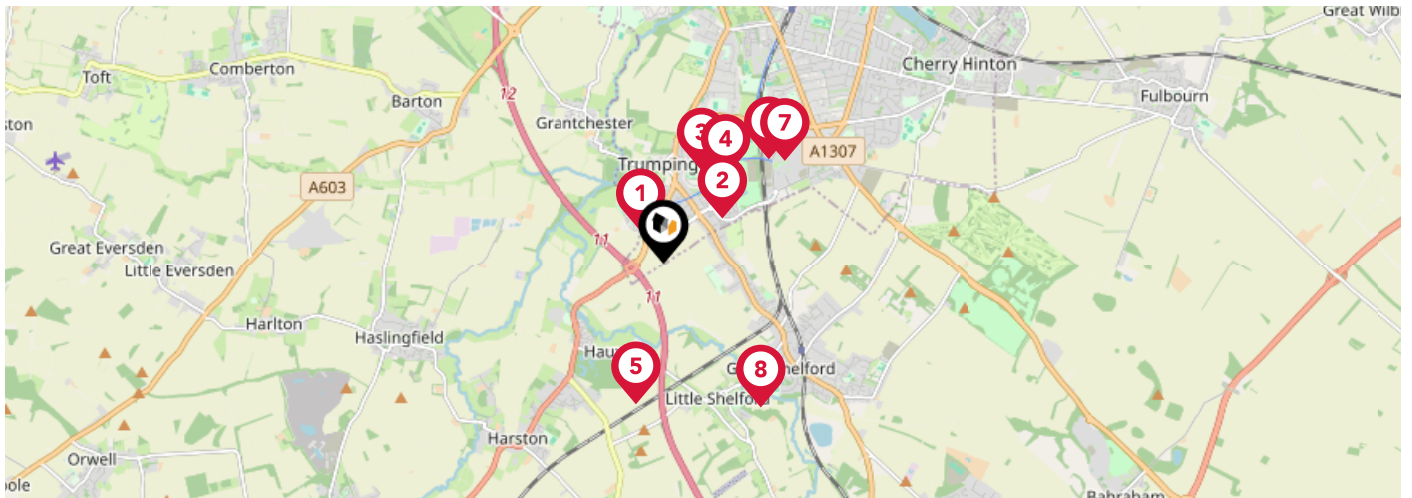 Great Wilb
Toft
Comberton
Cherry Hinton
12
Barton
Fulbourn
ston
Grantchester
3
4
7
A1307
Trumping
A603
1
2
11
Great Eversden
Little Eversden
11
Harlton
Haslingfield
Hau
5
8
G
helford
Little Shelford
Harston
Orwell
ole
Babraham